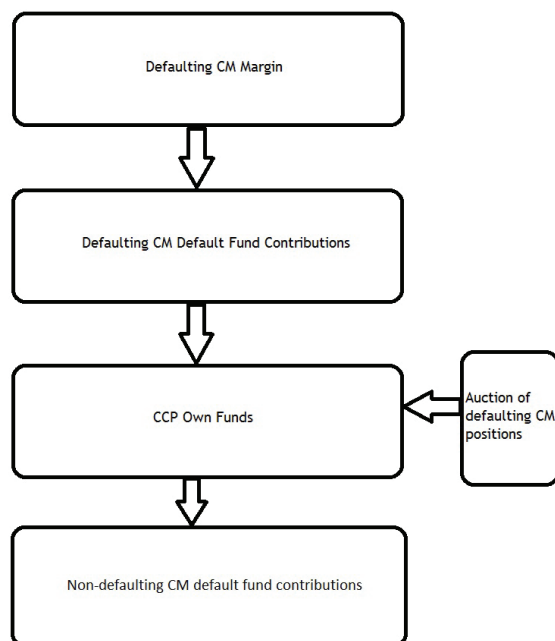 Defaulting CM Margin
Defaulting CM Default Fund Contributions
CCP Own Funds
Auction of
defaulting CM
positions
Non-defaulting CM default fund contributions